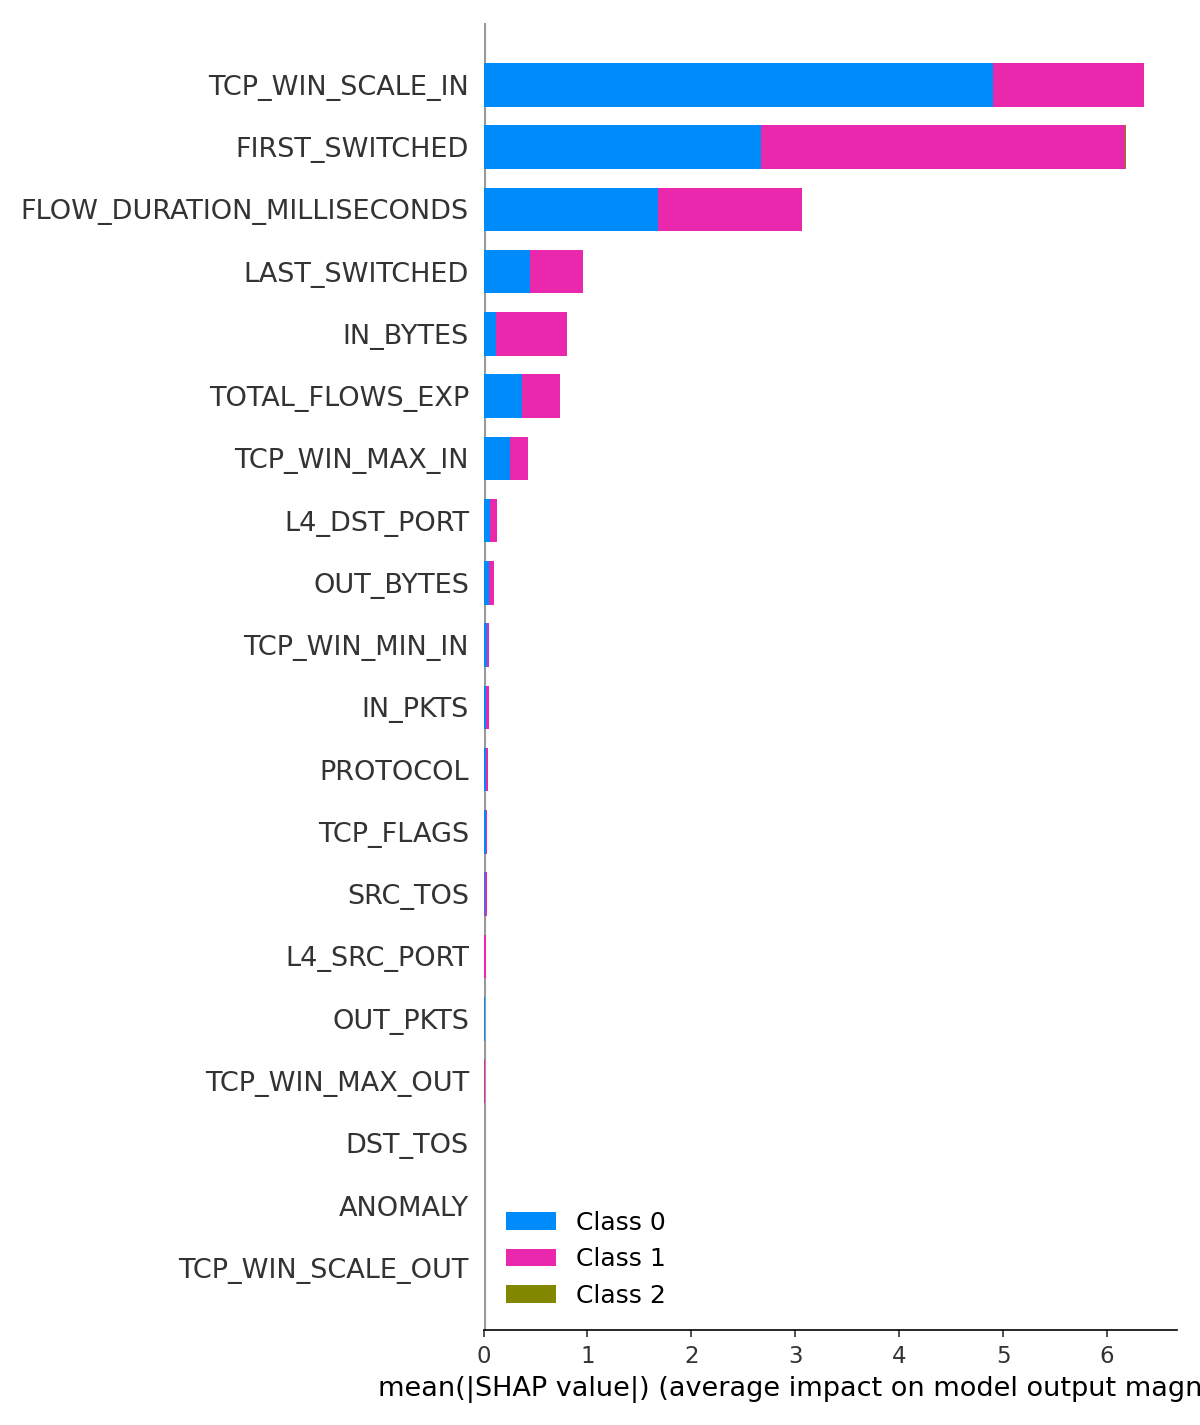 TCP_WIN_SCALE_IN
FIRST_SWITCHED
FLOW_DURATION_MILLISECONDS
LAST_SWITCHED
IN_BYTES
TOTAL_FLOWS_EXP
TCP_WIN_MAX_IN
L4_DST_PORT
OUT_BYTES
TCP_WIN_MIN_IN
IN_PKTS
PROTOCOL
TCP_FLAGS
SRC_TOS
L4_SRC_PORT
OUT_PKTS
TCP_WIN_MAX_OUT
DST_TOS
ANOMALY
TCP_WIN_SCALE_OUT
Class 0
Class 1
Class 2
0 1 2 3 4 5 6
mean(|SHAP value|) (average impact on model output magn